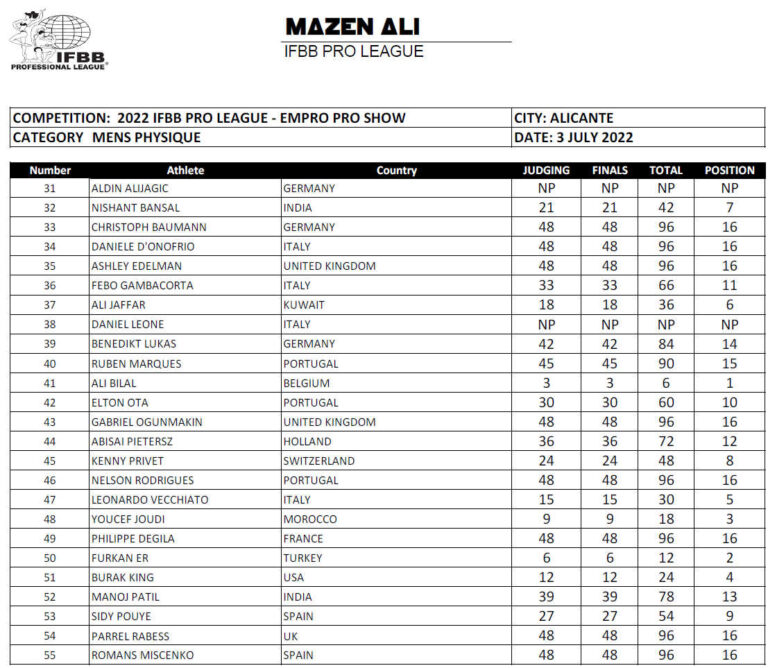 IFBB
PROFESSIONAL LEAGUE®
MAZEN ALI
IFBB PRO LEAGUE
COMPETITION: 2022 IFBB PRO LEAGUE - EMPRO PRO SHOW CITY: ALICANTE
CATEGORY MENS PHYSIQUE DATE: 3 JULY 2022
Number Athlete Country JUDGING FINALS TOTAL POSITION
31 ALDIN ALIJAGIC GERMANY NP NP NP NP
32 NISHANT BANSAL INDIA 21 21 42 7
33 CHRISTOPH BAUMANN GERMANY 48 48 96 16
34 DANIELE D'ONOFRIO ITALY 48 48 96 16
35 ASHLEY EDELMAN UNITED KINGDOM 48 48 96 16
36 FEBO GAMBACORTA ITALY 33 33 66 11
37 ALI JAFFAR KUWAIT 18 18 36 6
38 DANIEL LEONE ITALY NP NP NP NP
39 BENEDIKT LUKAS GERMANY 42 42 84 14
40 RUBEN MARQUES PORTUGAL 45 45 90 15
41 ALI BILAL BELGIUM 3 3 6 1
42 ELTON OTA PORTUGAL 30 30 60 10
43 GABRIEL OGUNMAKIN UNITED KINGDOM 48 48 96 16
44 ABISAI PIETERSZ HOLLAND 36 36 72 12
45 KENNY PRIVET SWITZERLAND 24 24 48 8
46 NELSON RODRIGUES PORTUGAL 48 48 96 16
47 LEONARDO VECCHIATO ITALY 15 15 30 5
48 YOUCEF JOUDI MOROCCO 9 9 18 3
49 PHILIPPE DEGILA FRANCE 48 48 96 16
50 FURKAN ER TURKEY 6 6 12 2
51 BURAK KING USA 12 12 24 4
52 MANOJ PATIL INDIA 39 39 78 13
53 SIDY POUYE SPAIN 27 27 54 9
54 PARREL RABESS UK 48 48 96 16
55 ROMANS MISCENKO SPAIN 48 48 96 16